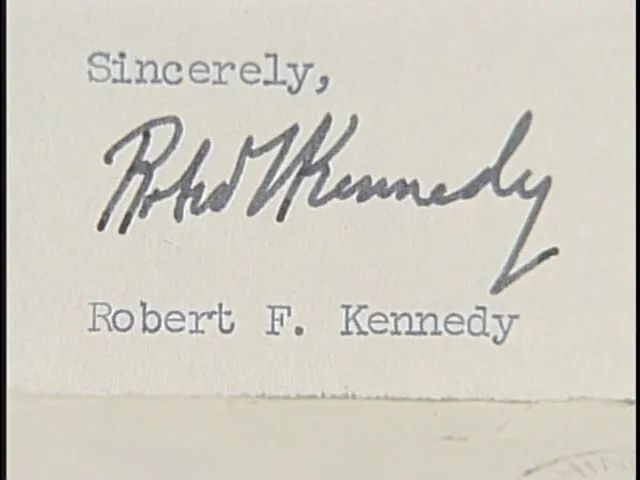 Sincerely,
Robert F Kennedy
Robert F. Kennedy